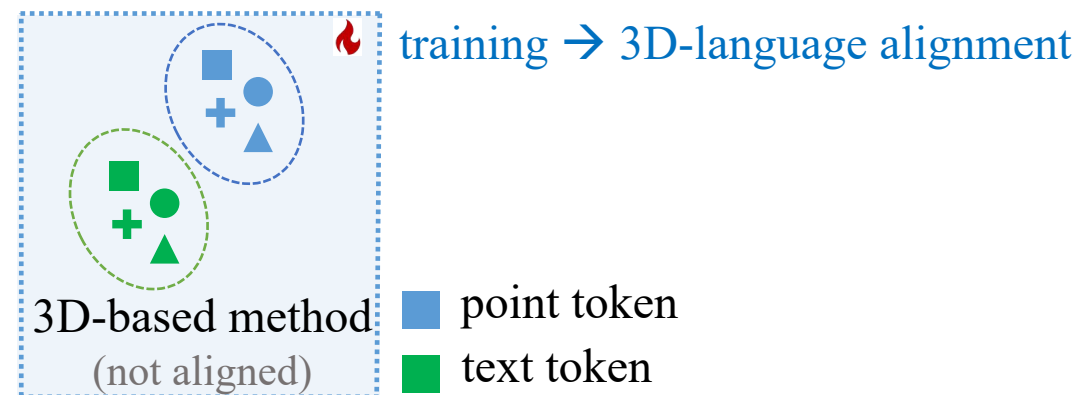 training → 3D-language alignment
3D-based method
(not aligned)
point token
text token